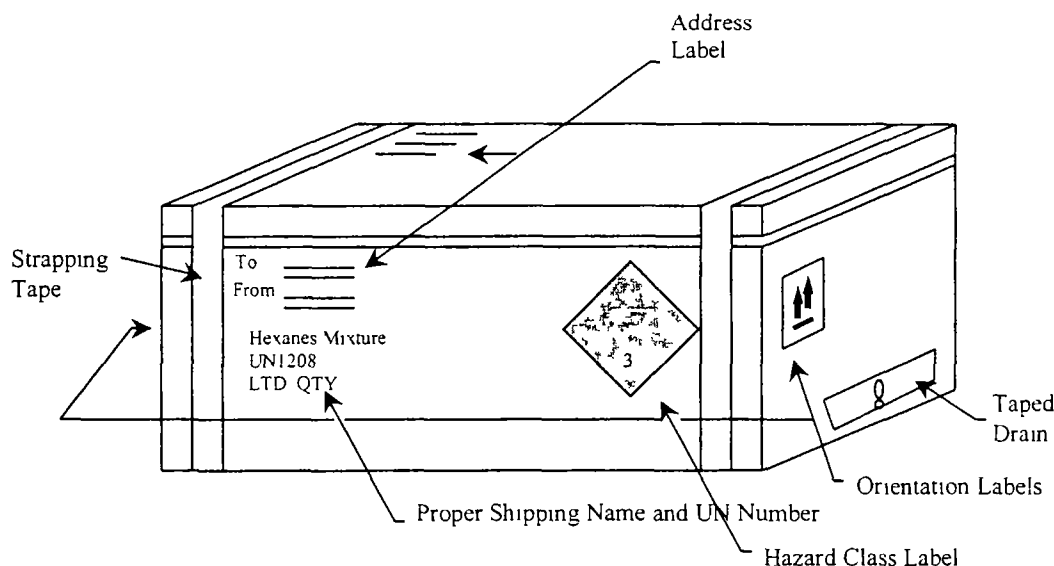 Address
Label
Strapping
Tape
To
From
Hexanes Mixture
UN1208
LTD QTY
3
8
Taped
Drain
Orientation Labels
Proper Shipping Name and UN Number
Hazard Class Label